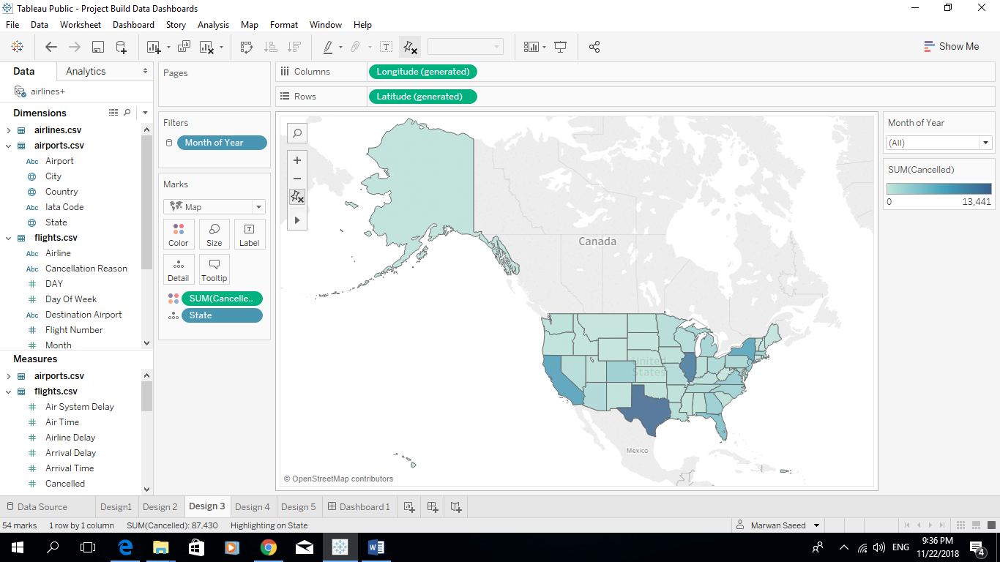 Tableau Public - Project Build Data Dashboards
File Data Worksheet Dashboard Story Analysis Map Format Window Help
Show Me
Data Analytics
airlines+
Dimensions
airlines.csv
airports.csv
Abc Airport
City
Country
Abc Iata Code
State
flights.csv
Abc Airline
Abc Cancellation Reason
DAY
Day Of Week
Abc Destination Airport
Flight Number
Month
Measures
airports.csv
flights.csv
Air System Delay
Air Time
Airline Delay
Arrival Delay
Arrival Time
Cancelled
Pages
Filters
Month of Year
Marks
Map
Color Size Label
Detail Tooltip
SUM(Cancelle..
State
Columns Longitude (generated)
Rows Latitude (generated)
Canada
United
States
Mexico
© OpenStreetMap contributors
Month of Year
(All)
SUM(Cancelled)
0 13,441
Data Source Design1 Design 2 Design 3 Design 4 Design 5 Dashboard 1
54 marks 1 row by 1 column SUM(Cancelled): 87,430 Highlighting on State Marwan Saeed
ENG
9:36 PM
11/22/2018
4